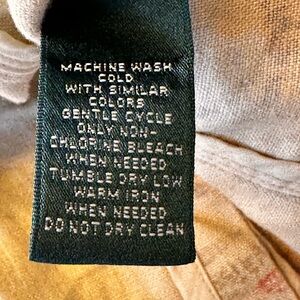 MACHINE WASH
COLD
WITH SIMILAR
COLORS
GENTLE CYCLE
ONLY NON-
CHLORINE BLEACH
WHEN NEEDED
TUMBLE DRY LOW
WARM IRON
WHEN NEEDED
DO NOT DRY CLEAN